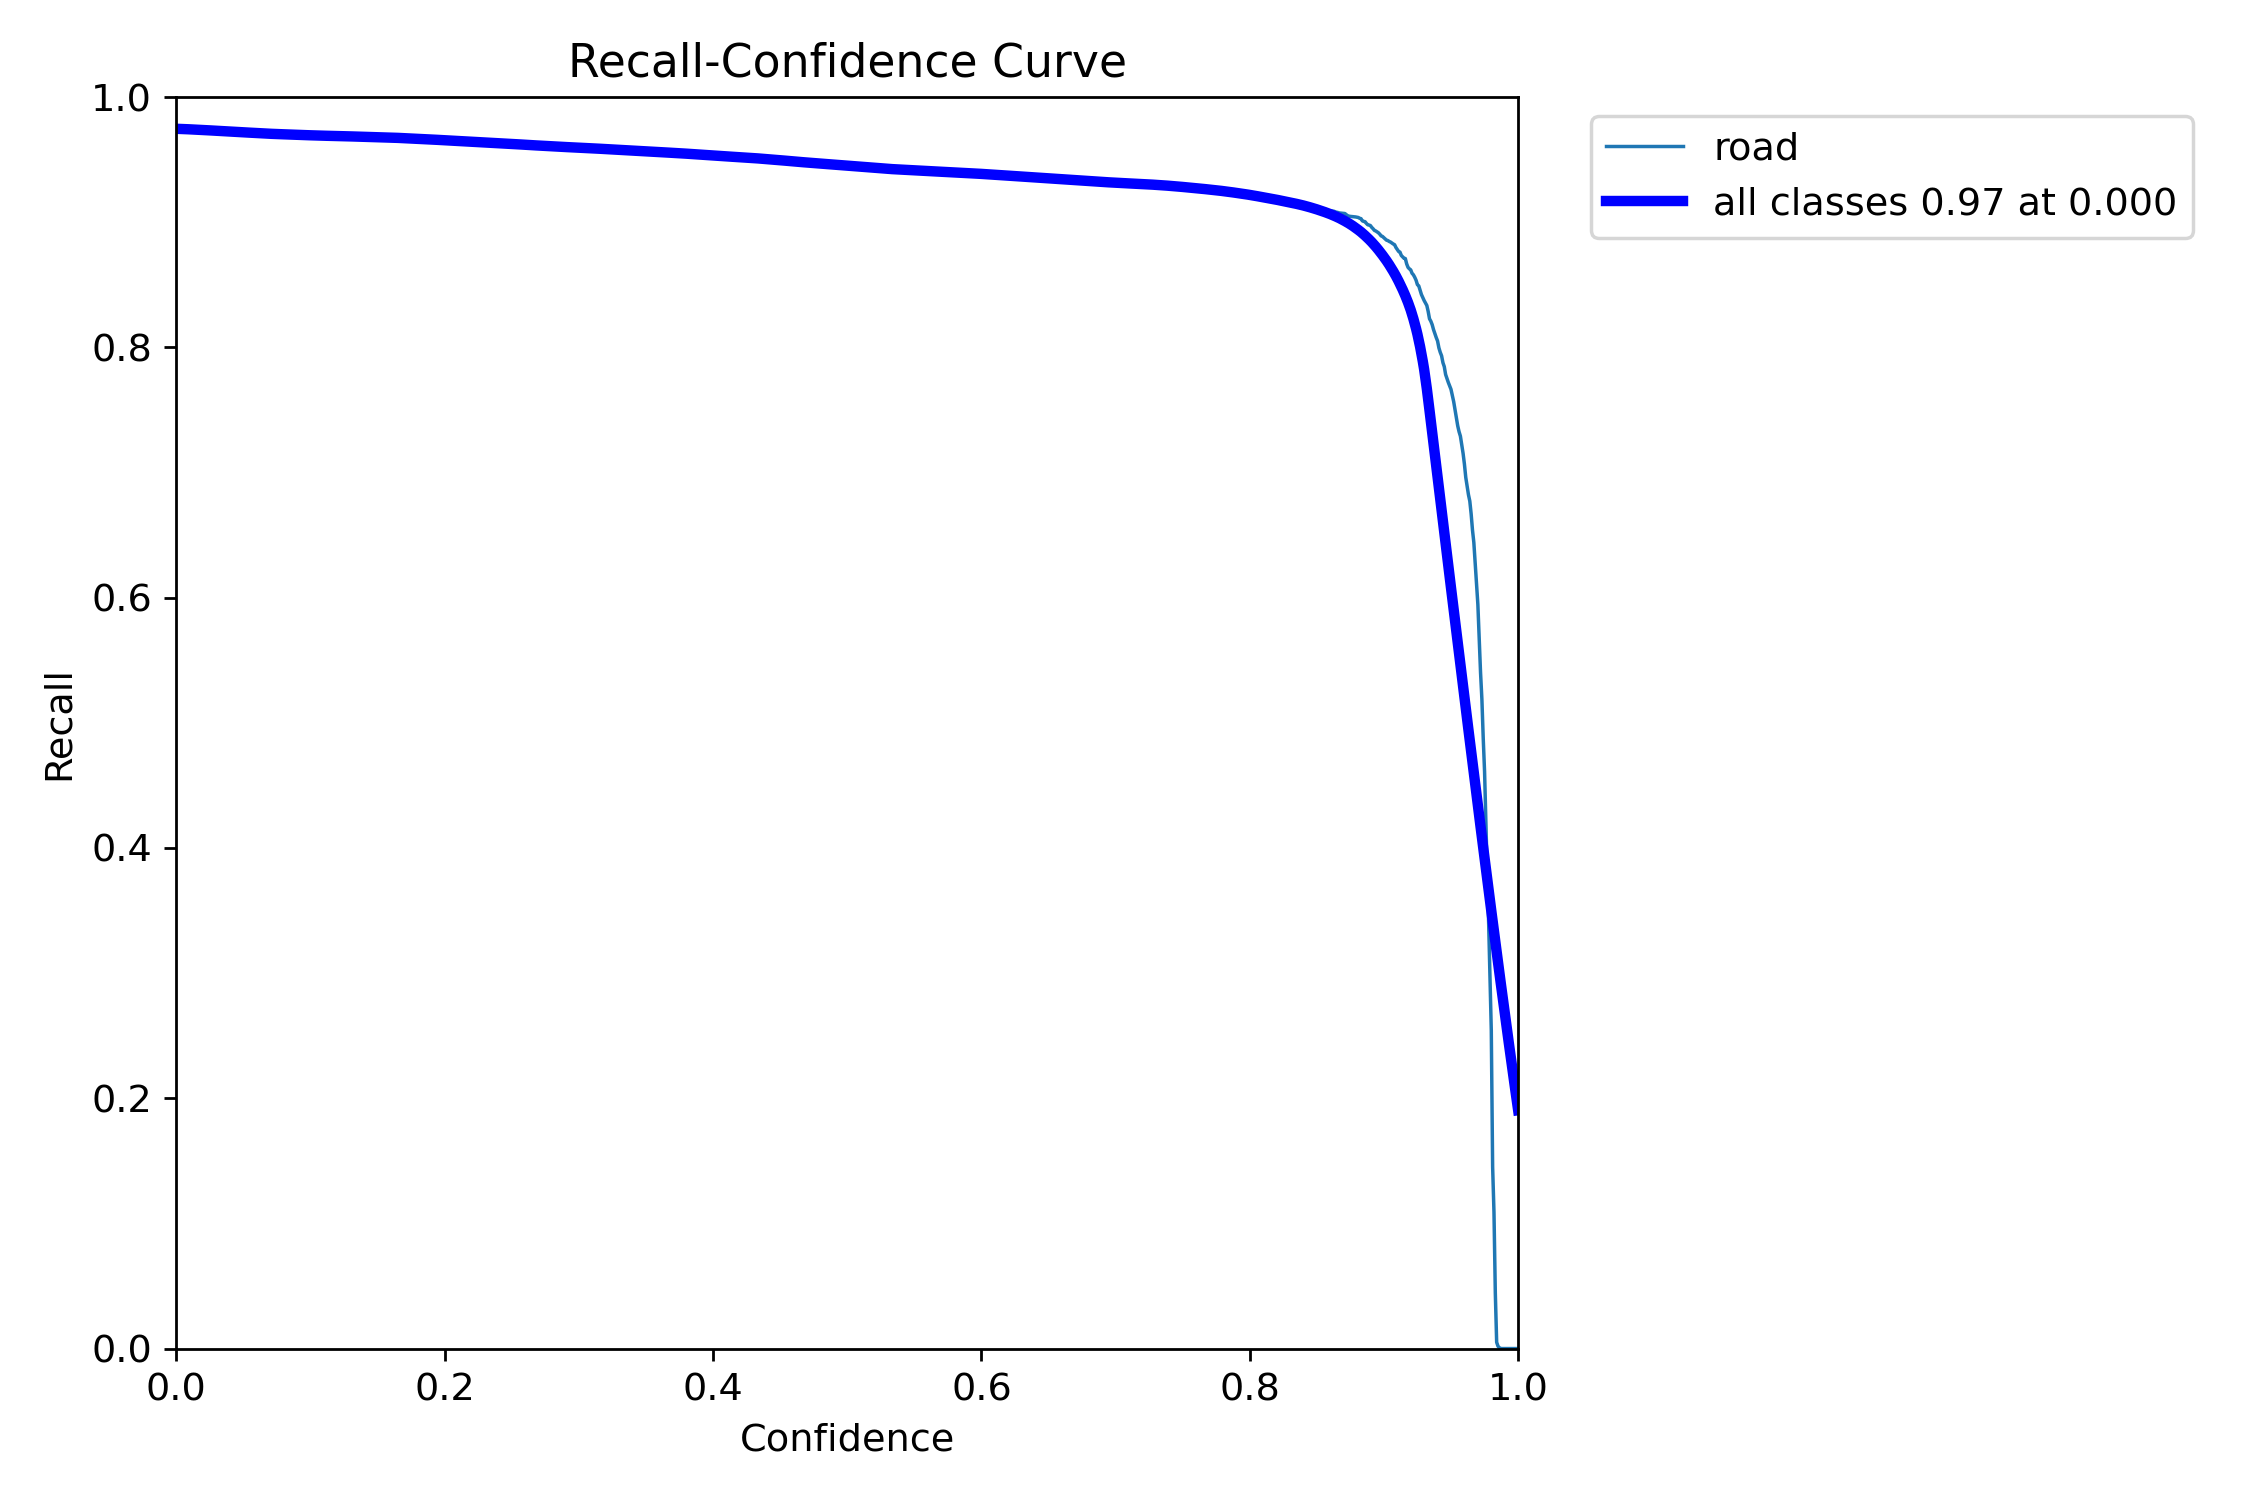 Recall-Confidence Curve
1.0
0.8
0.6
0.4
0.2
0.0
Recall
0.0 0.2 0.4 0.6 0.8 1.0
Confidence
road
all classes 0.97 at 0.000